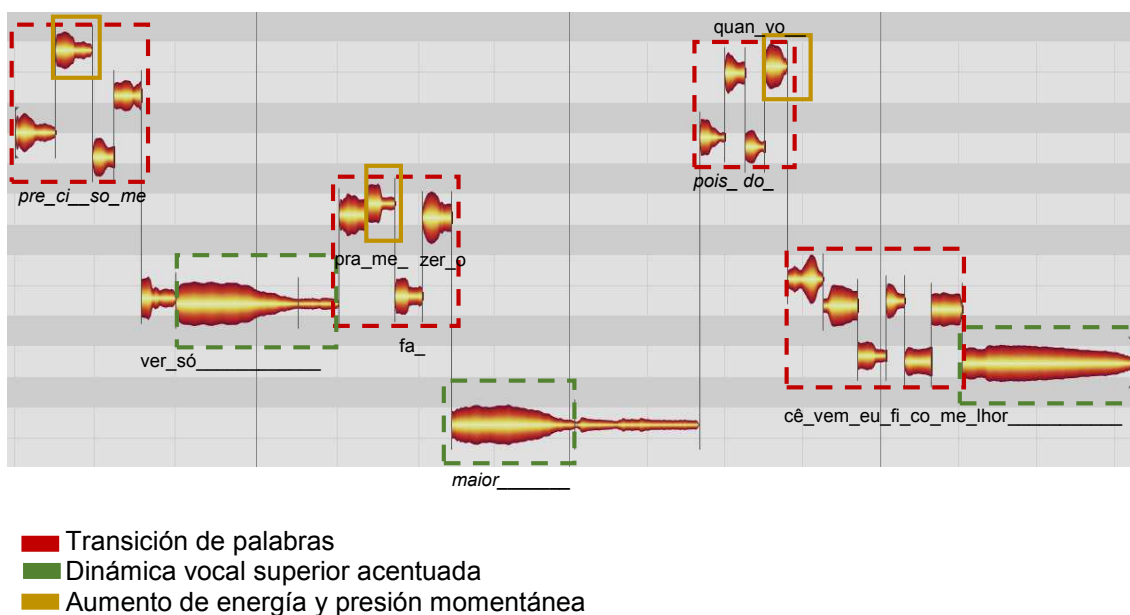 quan_vo__
pre_ci__so_me
pois_ do_
pra_me_ zer_o
fa_
ver_só____________
cê_vem_eu_fi_co_me_lhor___________
maior_______
Transición de palabras
Dinámica vocal superior acentuada
Aumento de energía y presión momentánea